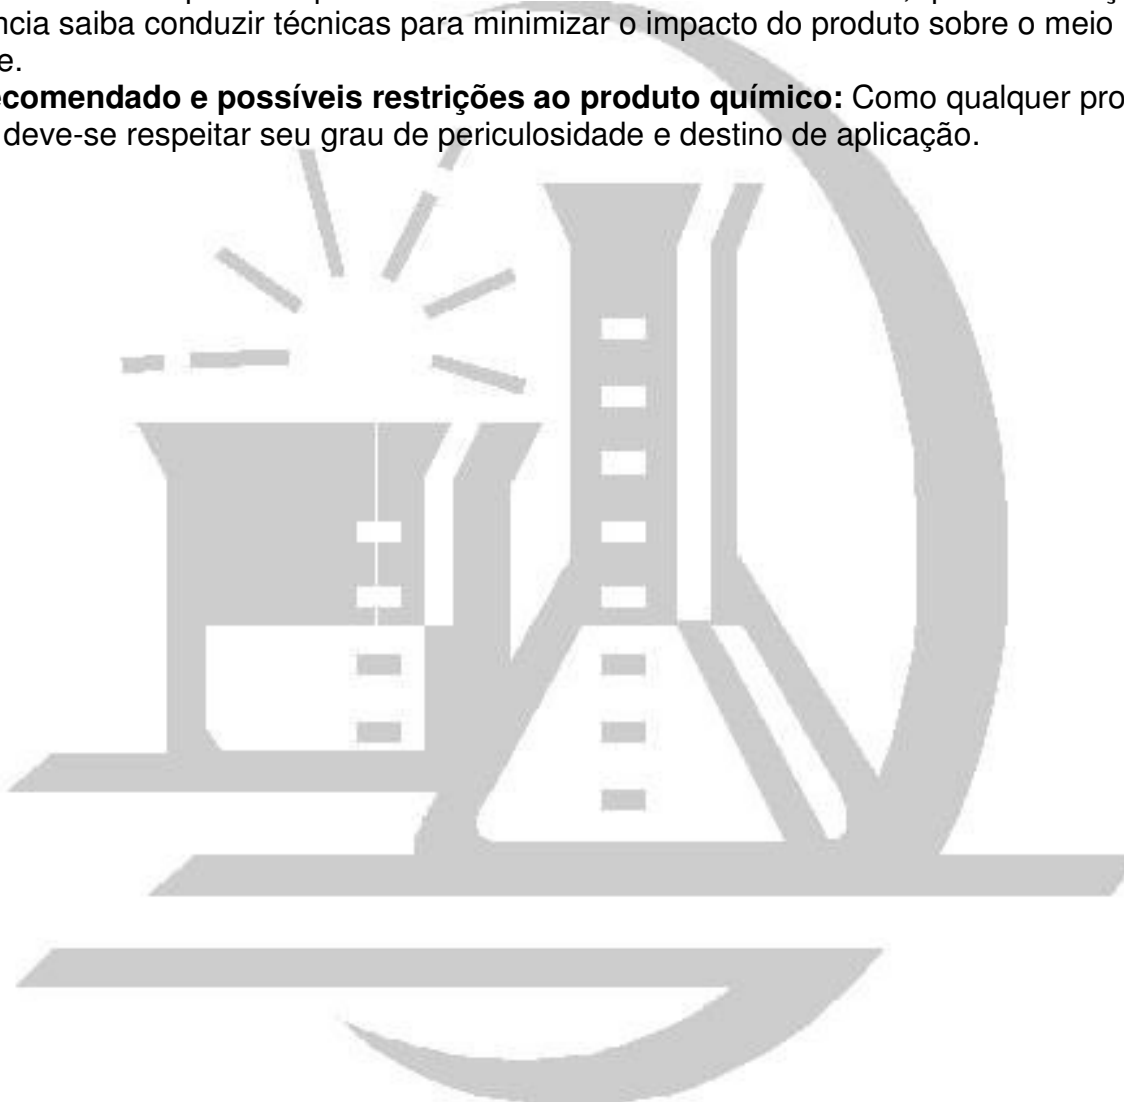 ncia saiba conduzir técnicas para minimizar o impacto do produto sobre o meio
e.
ecomendado e possíveis restrições ao produto químico: Como qualquer pro
deve-se respeitar seu grau de periculosidade e destino de aplicação.